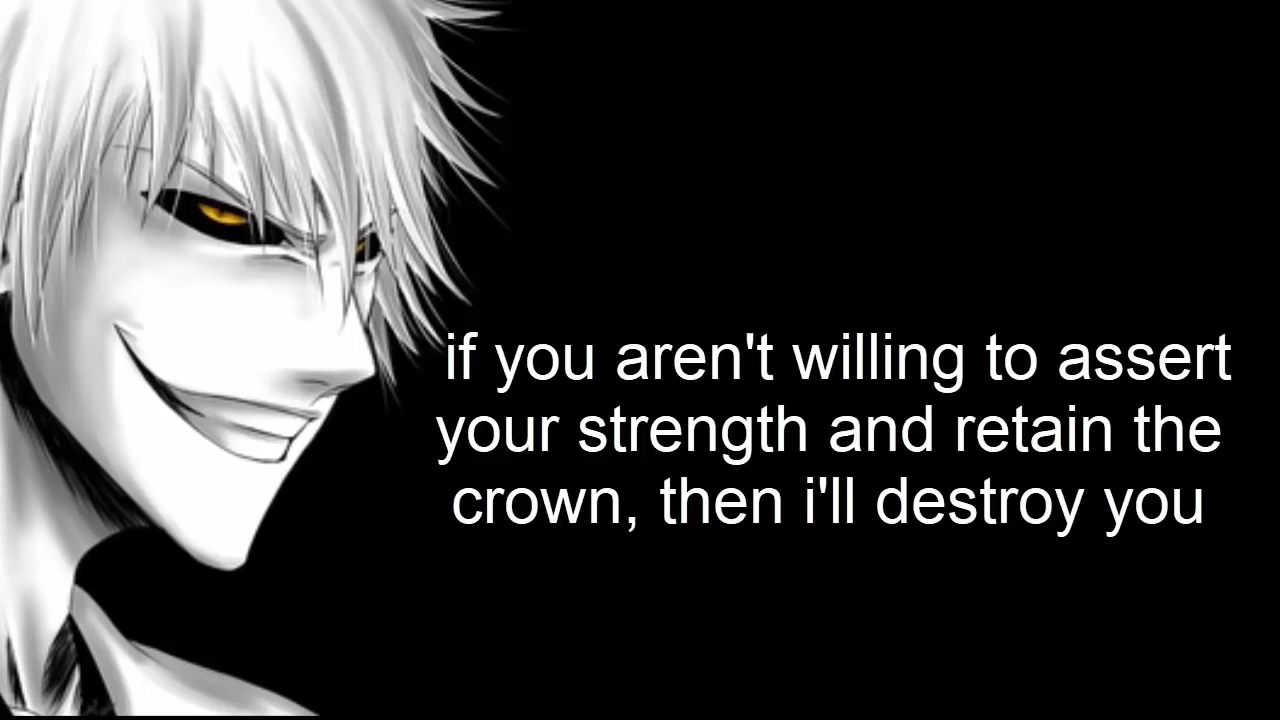 if you aren't willing to assert
your strength and retain the
crown, then i'll destroy you